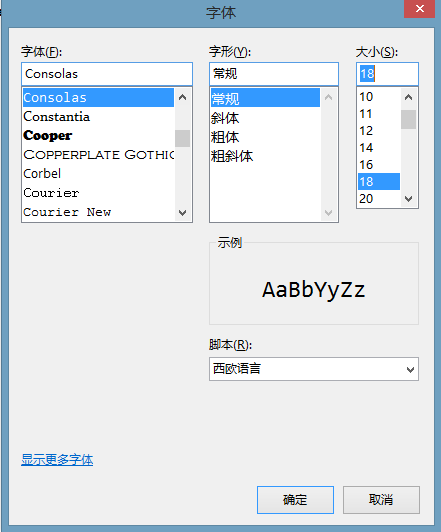 字体
字体(F):
字形(Y):
大小(S):
Consolas
常规
18
Consolas
Constantia
Cooper
Copperplate Gothic
Corbel
Courier
Courier New
常规
斜体
粗体
粗斜体
10
11
12
14
16
18
20
示例
AaBbYyZz
脚本(R):
西欧语言
显示更多字体
确定
取消